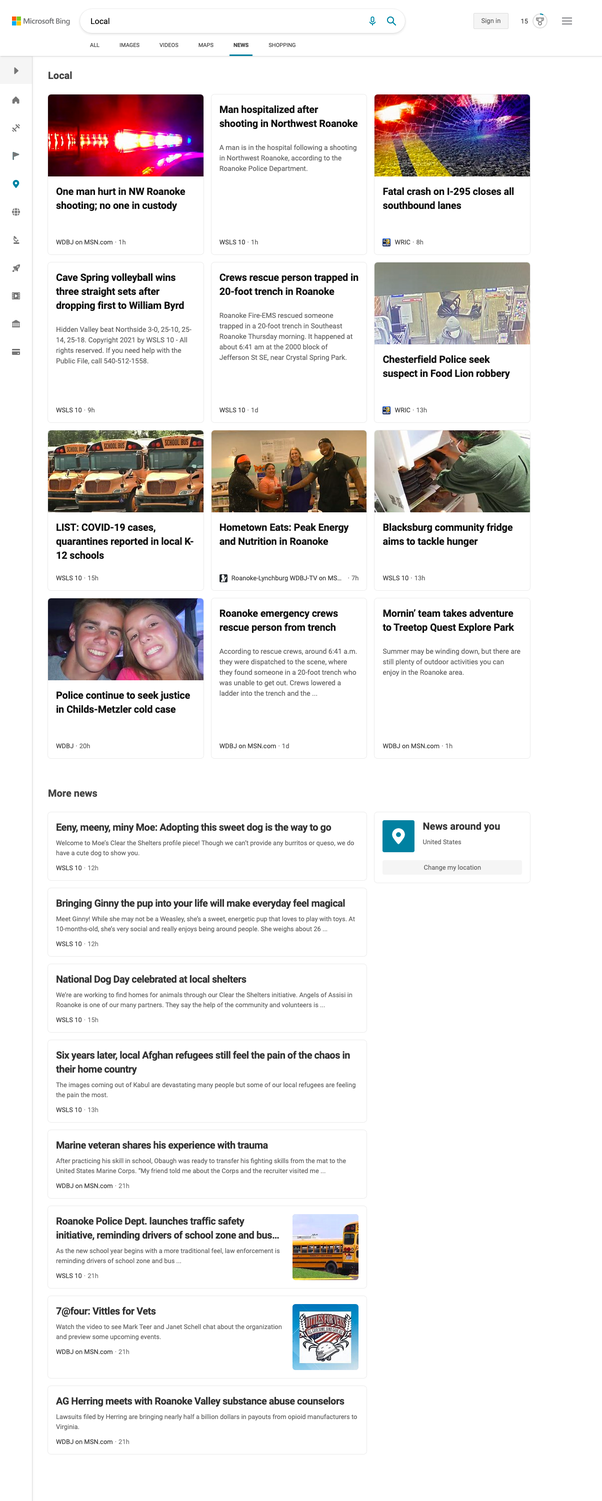 Microsoft Bing
Local
Sign in
15
ALL
IMAGES
VIDEOS
MAPS
NEWS
SHOPPING
Local
One man hurt in NW Roanoke
shooting; no one in custody
WDBJ on MSN.com · 1h
Man hospitalized after
shooting in Northwest Roanoke
A man is in the hospital following a shooting
in Northwest Roanoke, according to the
Roanoke Police Department.
WSLS 10 · 1h
Fatal crash on I-295 closes all
southbound lanes
WRIC · 8h
Cave Spring volleyball wins
three straight sets after
dropping first to William Byrd
Hidden Valley beat Northside 3-0, 25-10, 25-
14, 25-18. Copyright 2021 by WSLS 10 - All
rights reserved. If you need help with the
Public File, call 540-512-1558.
WSLS 10 · 9h
Crews rescue person trapped in
20-foot trench in Roanoke
Roanoke Fire-EMS rescued someone
trapped in a 20-foot trench in Southeast
Roanoke Thursday morning. It happened at
about 6:41 am at the 2000 block of
Jefferson St SE, near Crystal Spring Park.
WSLS 10 · 1d
Chesterfield Police seek
suspect in Food Lion robbery
WRIC · 13h
SCHOOL BUS
SCHOOL BUS
SCHOOL BUS
LIST: COVID-19 cases,
quarantines reported in local K-
12 schools
WSLS 10 · 15h
Hometown Eats: Peak Energy
and Nutrition in Roanoke
Roanoke-Lynchburg WDBJ-TV on MS... · 7h
Blacksburg community fridge
aims to tackle hunger
WSLS 10 · 13h
Police continue to seek justice
in Childs-Metzler cold case
WDBJ · 20h
Roanoke emergency crews
rescue person from trench
According to rescue crews, around 6:41 a.m.
they were dispatched to the scene, where
they found someone in a 20-foot trench who
was unable to get out. Crews lowered a
ladder into the trench and the ...
WDBJ on MSN.com · 1d
Mornin' team takes adventure
to Treetop Quest Explore Park
Summer may be winding down, but there are
still plenty of outdoor activities you can
enjoy in the Roanoke area.
WDBJ on MSN.com · 1h
More news
Eeny, meeny, miny Moe: Adopting this sweet dog is the way to go
Welcome to Moe's Clear the Shelters profile piece! Though we can't provide any burritos or queso, we do
have a cute dog to show you.
WSLS 10 · 12h
News around you
United States
Change my location
Bringing Ginny the pup into your life will make everyday feel magical
Meet Ginny! While she may not be a Weasley, she's a sweet, energetic pup that loves to play with toys. At
10-months-old, she's very social and really enjoys being around people. She weighs about 26 ...
WSLS 10 · 12h
National Dog Day celebrated at local shelters
We're are working to find homes for animals through our Clear the Shelters initiative. Angels of Assisi in
Roanoke is one of our many partners. They say the help of the community and volunteers is ...
WSLS 10 · 15h
Six years later, local Afghan refugees still feel the pain of the chaos in
their home country
The images coming out of Kabul are devastating many people but some of our local refugees are feeling
the pain the most.
WSLS 10 · 13h
Marine veteran shares his experience with trauma
After practicing his skill in school, Obaugh was ready to transfer his fighting skills from the mat to the
United States Marine Corps. "My friend told me about the Corps and the recruiter visited me ...
WDBJ on MSN.com · 21h
Roanoke Police Dept. launches traffic safety
initiative, reminding drivers of school zone and bus...
As the new school year begins with a more traditional feel, law enforcement is
reminding drivers of school zone and bus ...
WSLS 10 · 21h
7@four: Vittles for Vets
Watch the video to see Mark Teer and Janet Schell chat about the organization
and preview some upcoming events.
WDBJ on MSN.com · 21h
VITTLES FOR VETS
AG Herring meets with Roanoke Valley substance abuse counselors
Lawsuits filed by Herring are bringing nearly half a billion dollars in payouts from opioid manufacturers to
Virginia.
WDBJ on MSN.com · 21h